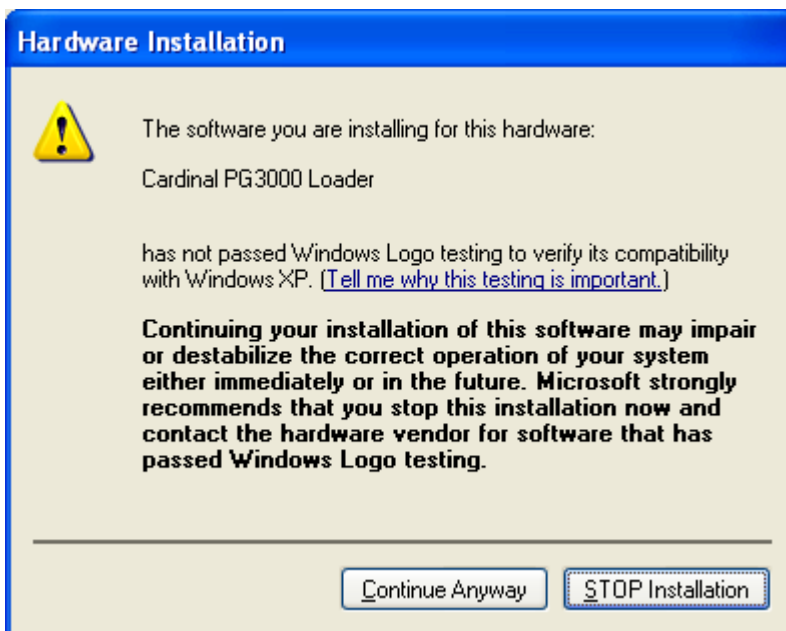 Hardware Installation
The software you are installing for this hardware:
Cardinal PG3000 Loader
has not passed Windows Logo testing to verify its compatibility
with Windows XP. (Tell me why this testing is important.)
Continuing your installation of this software may impair
or destabilize the correct operation of your system
either immediately or in the future. Microsoft strongly
recommends that you stop this installation now and
contact the hardware vendor for software that has
passed Windows Logo testing.
Continue Anyway
STOP Installation